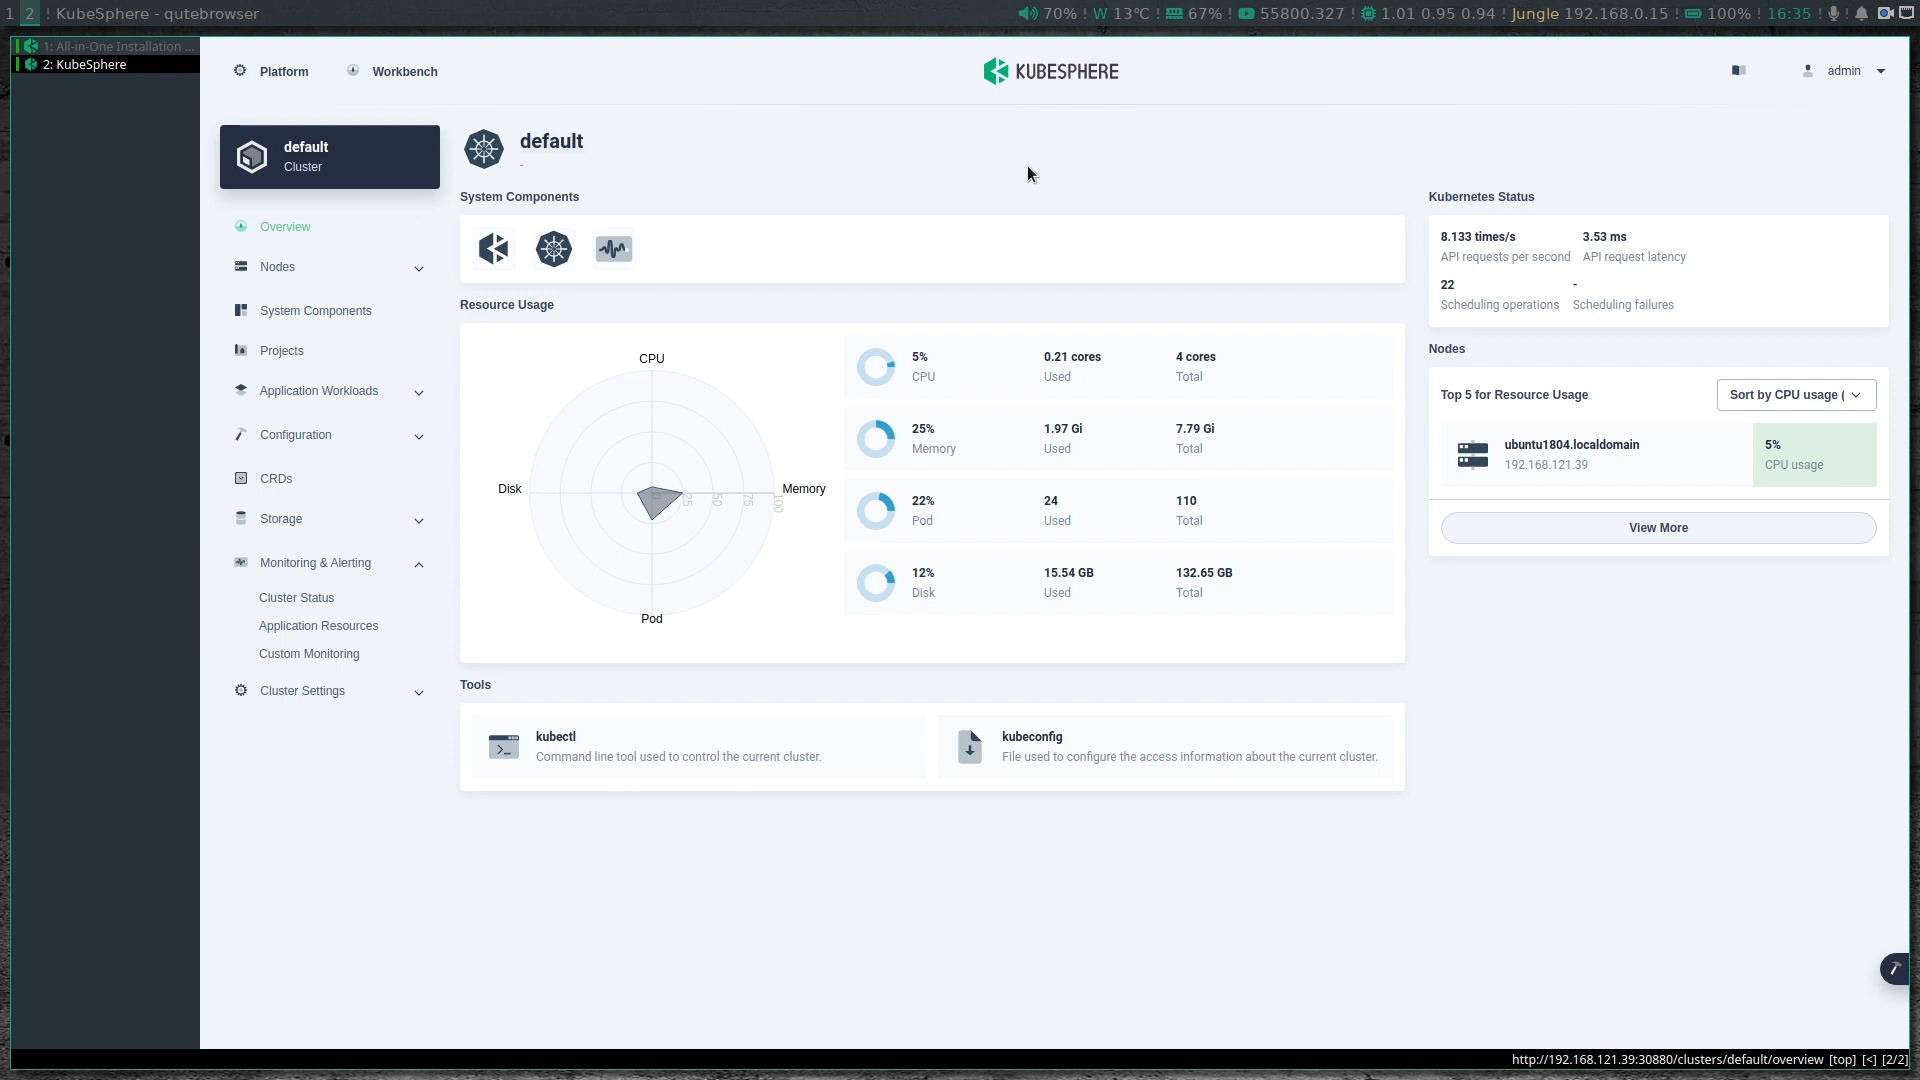 1 2 ! KubeSphere - qutebrowser
70% ! W 13°C ! 67% ! 55800.327 ! 1.01 0.95 0.94 ! Jungle 192.168.0.15 ! 100% ! 16:35 ! !
1: All-in-One Installation ...
2: KubeSphere
Platform
Workbench
KUBESPHERE
admin
default
Cluster
Overview
Nodes
System Components
Projects
Application Workloads
Configuration
CRDs
Storage
Monitoring & Alerting
Cluster Status
Application Resources
Custom Monitoring
Cluster Settings
default
-
System Components
Resource Usage
CPU
Disk
Memory
Pod
0 25 50 75 100
5% 0.21 cores 4 cores
CPU Used Total
25% 1.97 Gi 7.79 Gi
Memory Used Total
22% 24 110
Pod Used Total
12% 15.54 GB 132.65 GB
Disk Used Total
Tools
kubectl
Command line tool used to control the current cluster.
kubeconfig
File used to configure the access information about the current cluster.
Kubernetes Status
8.133 times/s 3.53 ms
API requests per second API request latency
22 -
Scheduling operations Scheduling failures
Nodes
Top 5 for Resource Usage
Sort by CPU usage (
ubuntu1804.localdomain
192.168.121.39
5%
CPU usage
View More
http://192.168.121.39:30880/clusters/default/overview [top] [<] [2/2]